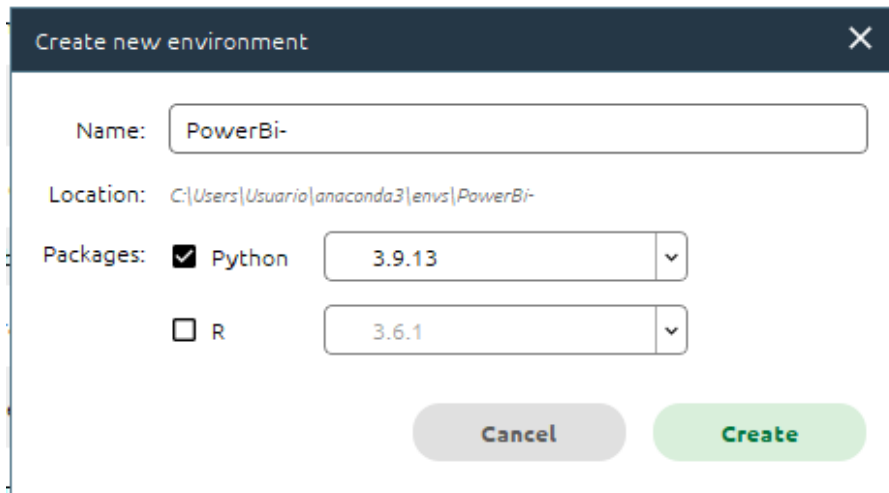 Create new environment
Name: PowerBi-
Location: C:\Users\Usuario\anaconda3\envs\PowerBi-
Packages: Python 3.9.13
R 3.6.1
Cancel Create